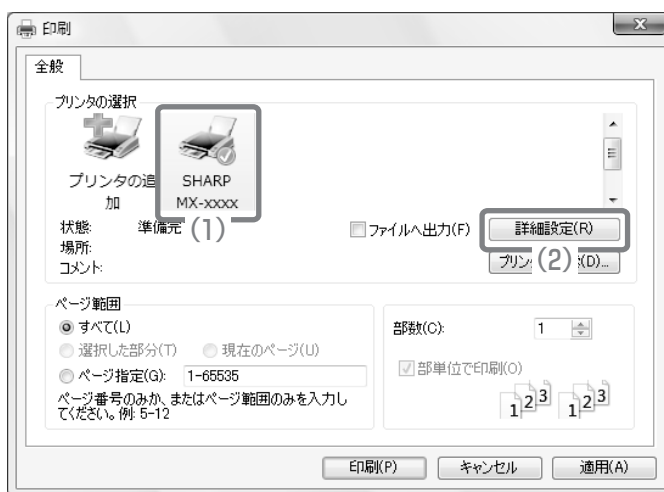 印刷
全般
プリンタの選択
プリンタの追
加
SHARP
MX-xxxx
(1)
状態: 準備完
場所:
コメント:
ファイルへ出力(F)
詳細設定(R)
(2)
(D)...
ページ範囲
すべて(L)
選択した部分(T) 現在のページ(U)
ページ指定(G): 1-65535
ページ番号のみか、またはページ範囲のみを入力し
てください。例: 5-12
部数(C): 1
部単位で印刷(O)
1 2 3 1 2 3
印刷(P) キャンセル 適用(A)